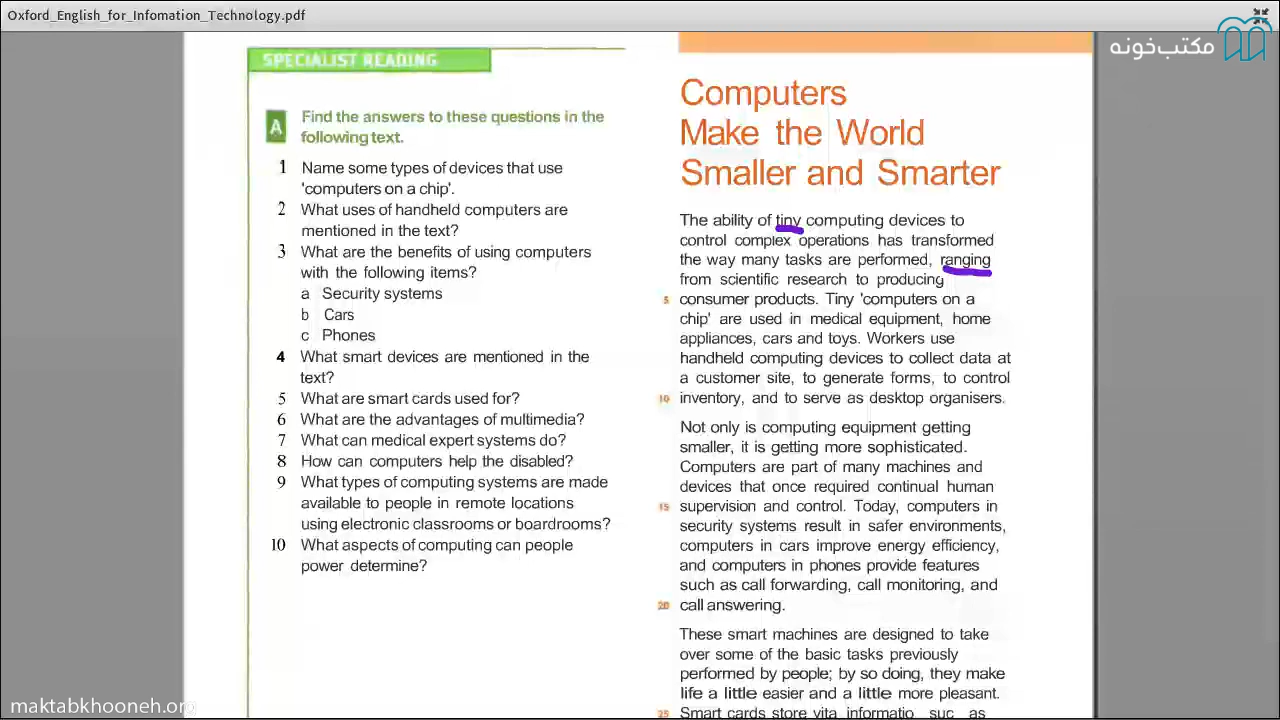 Oxford_English_for_Infomation_Technology.pdf
مکتب‌خونه
SPECIALIST READING
A
Find the answers to these questions in the
following text.
1 Name some types of devices that use
'computers on a chip'.
2 What uses of handheld computers are
mentioned in the text?
3 What are the benefits of using computers
with the following items?
a Security systems
b Cars
c Phones
4 What smart devices are mentioned in the
text?
5 What are smart cards used for?
6 What are the advantages of multimedia?
7 What can medical expert systems do?
8 How can computers help the disabled?
9 What types of computing systems are made
available to people in remote locations
using electronic classrooms or boardrooms?
10 What aspects of computing can people
power determine?
Computers
Make the World
Smaller and Smarter
The ability of tiny computing devices to
control complex operations has transformed
the way many tasks are performed, ranging
from scientific research to producing
5 consumer products. Tiny 'computers on a
chip' are used in medical equipment, home
appliances, cars and toys. Workers use
handheld computing devices to collect data at
a customer site, to generate forms, to control
10 inventory, and to serve as desktop organisers.
Not only is computing equipment getting
smaller, it is getting more sophisticated.
Computers are part of many machines and
devices that once required continual human
15 supervision and control. Today, computers in
security systems result in safer environments,
computers in cars improve energy efficiency,
and computers in phones provide features
such as call forwarding, call monitoring, and
20 call answering.
These smart machines are designed to take
over some of the basic tasks previously
performed by people; by so doing, they make
life a little easier and a little more pleasant.
25 Smart cards store vita informatio suc as
maktabkhooneh.org